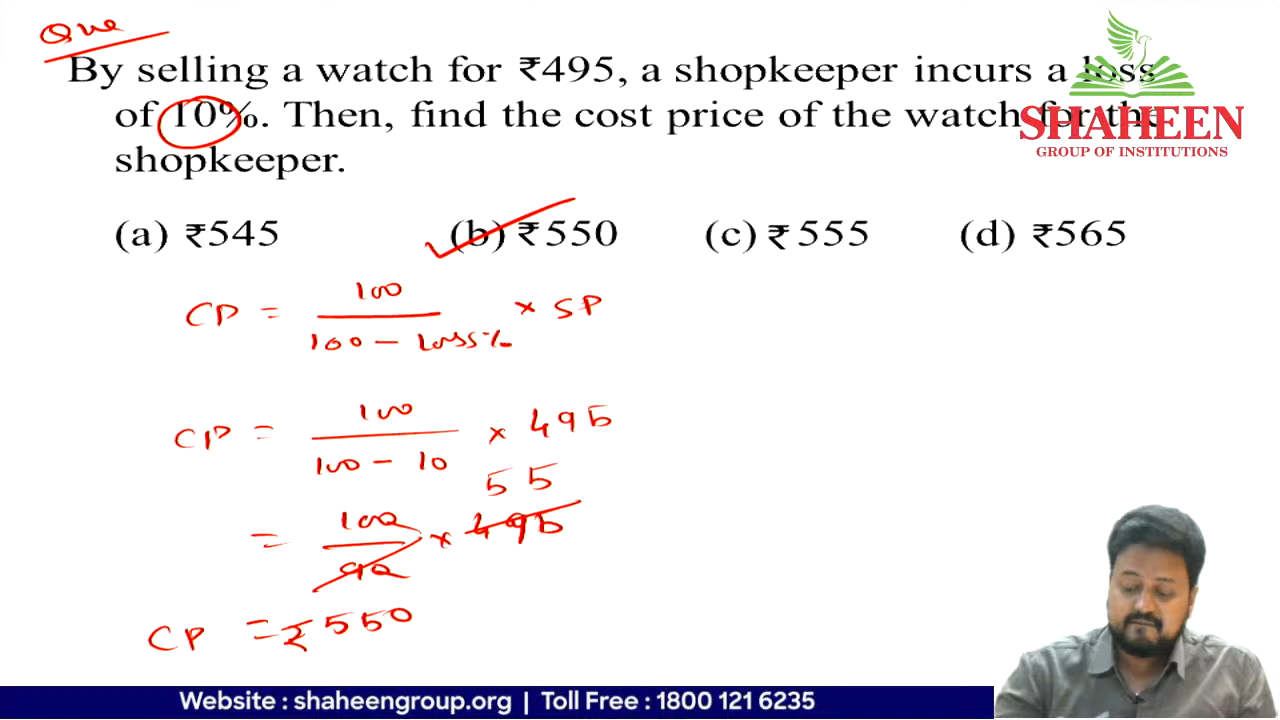 Que
By selling a watch for ₹495, a shopkeeper incurs a loss
of 10%. Then, find the cost price of the watch for the
shopkeeper.
SHAHEEN
GROUP OF INSTITUTIONS
(a) ₹545 (b) ₹550 (c) ₹555 (d) ₹565
CP = 100 / 100 - loss% × SP
CP = 100 / 100 - 10 × 495
55
= 100 / 90 × 495
CP = ₹550
Website : shaheengroup.org | Toll Free : 1800 121 6235